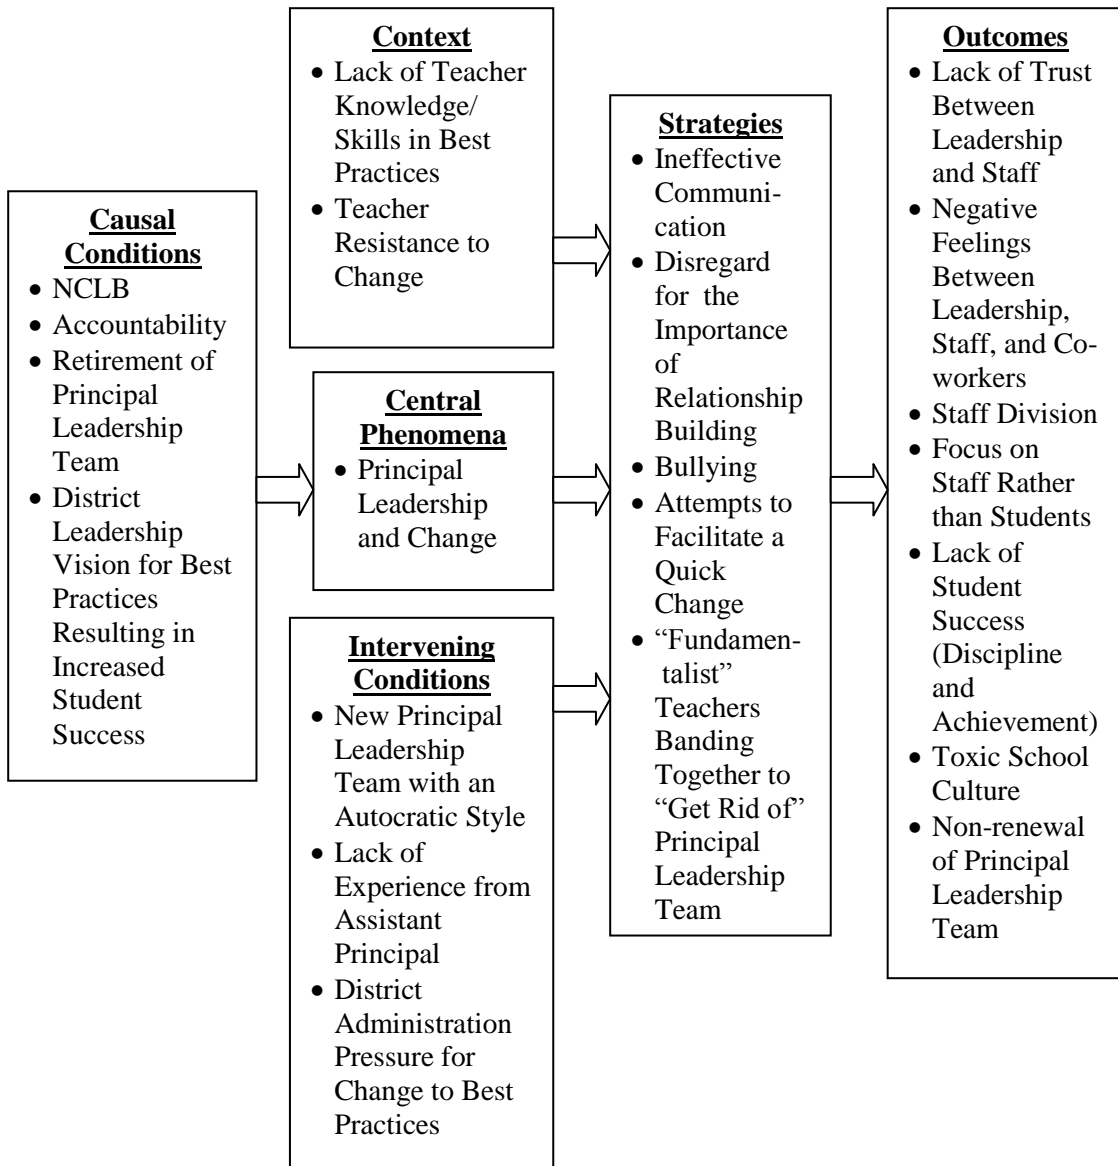 Causal
Conditions
• NCLB
• Accountability
• Retirement of
Principal
Leadership
Team
• District
Leadership
Vision for Best
Practices
Resulting in
Increased
Student
Success
Context
• Lack of Teacher
Knowledge/
Skills in Best
Practices
• Teacher
Resistance to
Change
Central
Phenomena
• Principal
Leadership
and Change
Intervening
Conditions
• New Principal
Leadership
Team with an
Autocratic Style
• Lack of
Experience from
Assistant
Principal
• District
Administration
Pressure for
Change to Best
Practices
Strategies
• Ineffective
Communi-
cation
• Disregard
for the
Importance
of
Relationship
Building
• Bullying
• Attempts to
Facilitate a
Quick
Change
• “Fundamen-
talist”
Teachers
Banding
Together to
“Get Rid of”
Principal
Leadership
Team
Outcomes
• Lack of Trust
Between
Leadership
and Staff
• Negative
Feelings
Between
Leadership,
Staff, and Co-
workers
• Staff Division
• Focus on
Staff Rather
than Students
• Lack of
Student
Success
(Discipline
and
Achievement)
• Toxic School
Culture
• Non-renewal
of Principal
Leadership
Team